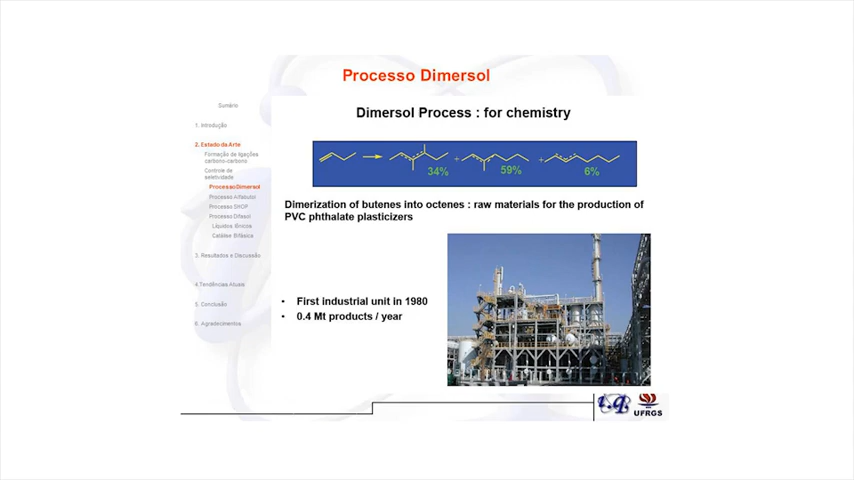 Processo Dimersol
Sumário
1. Introdução
2. Estado da Arte
Formação de ligações
carbono-carbono
Controle de
seletividade
Processo Dimersol
Processo Alfabutol
Processo Difasol
Líquidos Iônicos
Catálise Bifásica
3. Resultados e Discussão
4.Tendências Atuais
5. Conclusão
6. Agradecimentos
Dimersol Process : for chemistry
+
+
34%
59%
6%
Dimerization of butenes into octenes : raw materials for the production of
PVC phthalate plasticizers
• First industrial unit in 1980
• 0.4 Mt products / year
i.q.
UFRGS